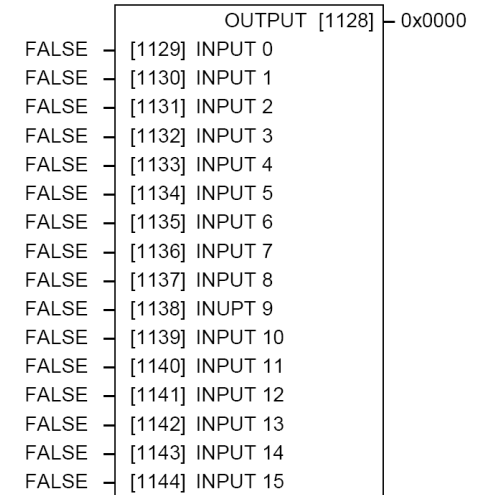 OUTPUT [1128] 0x0000
FALSE [1129] INPUT 0
FALSE [1130] INPUT 1
FALSE [1131] INPUT 2
FALSE [1132] INPUT 3
FALSE [1133] INPUT 4
FALSE [1134] INPUT 5
FALSE [1135] INPUT 6
FALSE [1136] INPUT 7
FALSE [1137] INPUT 8
FALSE [1138] INUPT 9
FALSE [1139] INPUT 10
FALSE [1140] INPUT 11
FALSE [1141] INPUT 12
FALSE [1142] INPUT 13
FALSE [1143] INPUT 14
FALSE [1144] INPUT 15